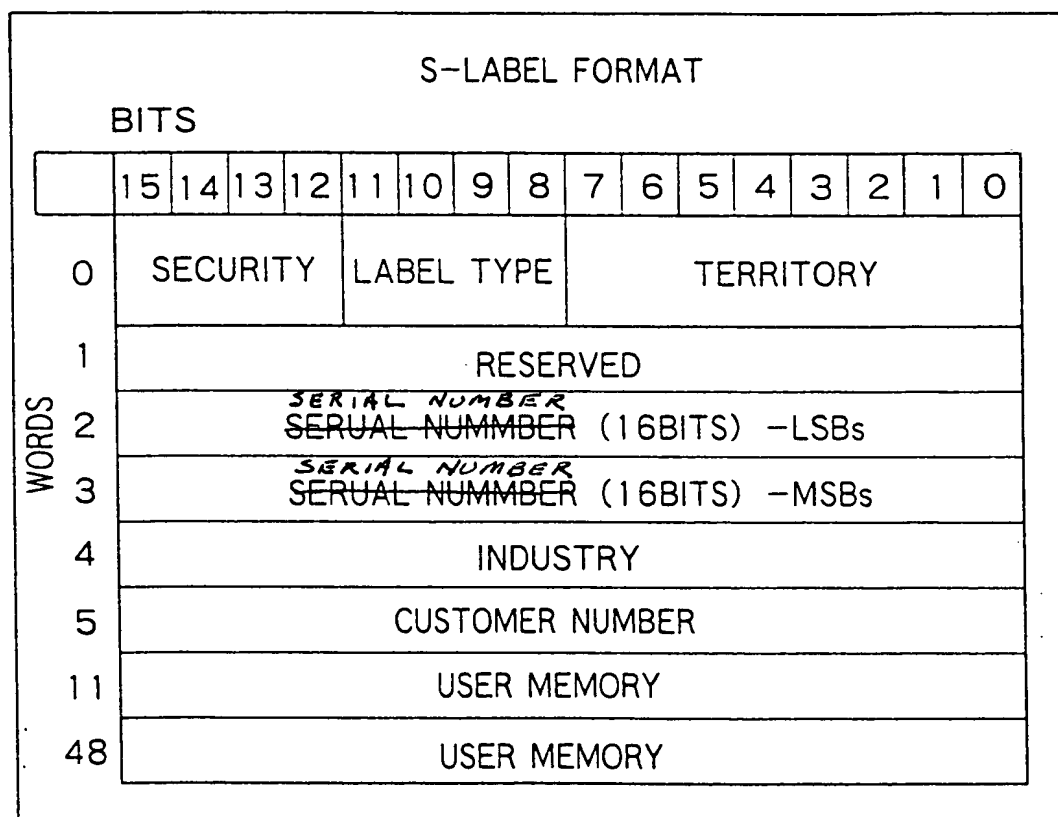 S-LABEL FORMAT
BITS
15 14 13 12 11 10 9 8 7 6 5 4 3 2 1 0
0 SECURITY LABEL TYPE TERRITORY
1 RESERVED
SERIAL NUMBER
2 SERUAL NUMMBER (16BITS) -LSBs
SERIAL NUMBER
3 SERUAL NUMMBER (16BITS) -MSBs
4 INDUSTRY
5 CUSTOMER NUMBER
11 USER MEMORY
48 USER MEMORY
WORDS